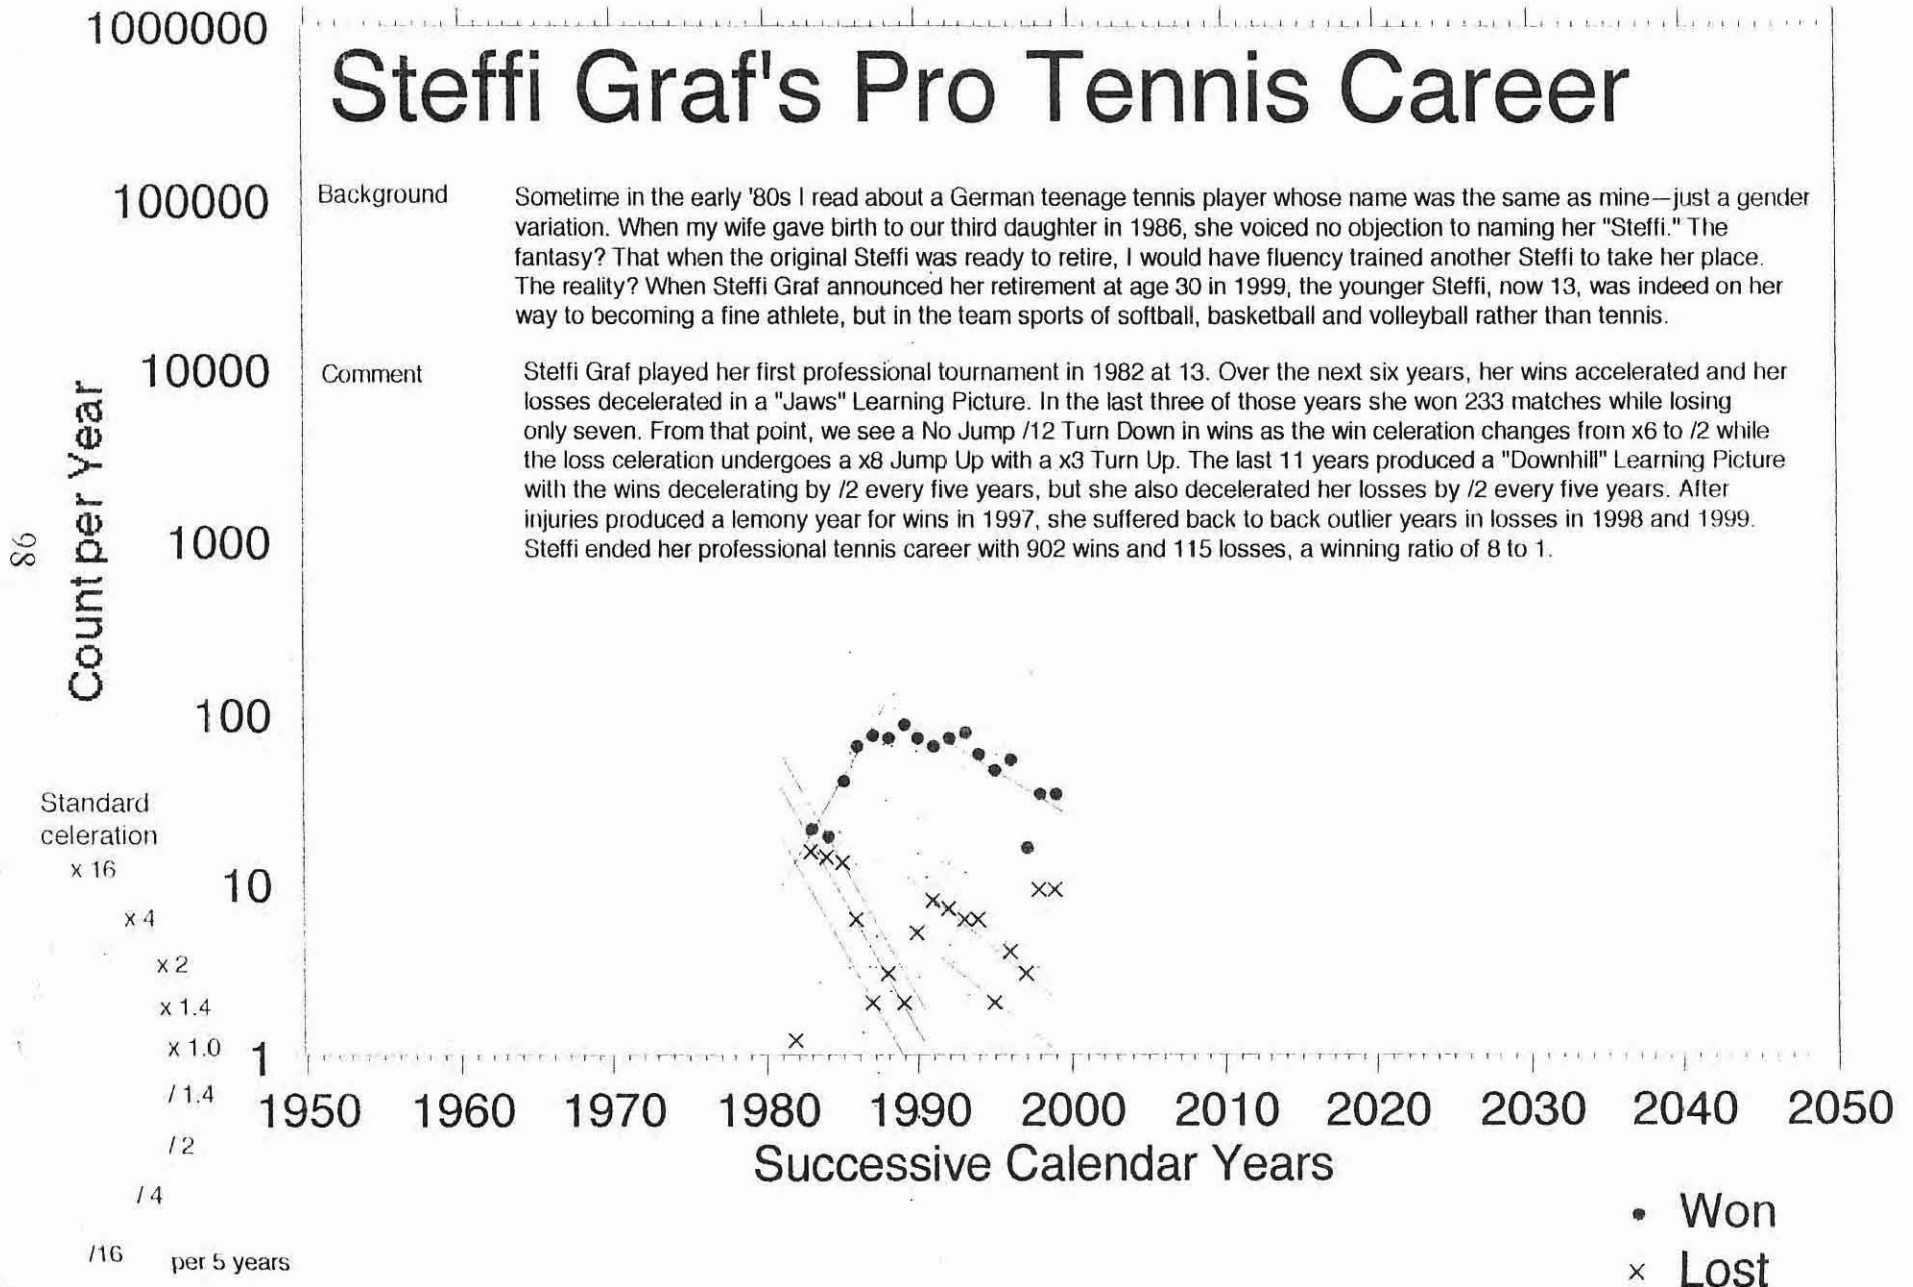 Steffi Graf's Pro Tennis Career
Background
Sometime in the early '80s I read about a German teenage tennis player whose name was the same as mine—just a gender
variation. When my wife gave birth to our third daughter in 1986, she voiced no objection to naming her "Steffi." The
fantasy? That when the original Steffi was ready to retire, I would have fluency trained another Steffi to take her place.
The reality? When Steffi Graf announced her retirement at age 30 in 1999, the younger Steffi, now 13, was indeed on her
way to becoming a fine athlete, but in the team sports of softball, basketball and volleyball rather than tennis.
Comment
Steffi Graf played her first professional tournament in 1982 at 13. Over the next six years, her wins accelerated and her
losses decelerated in a "Jaws" Learning Picture. In the last three of those years she won 233 matches while losing
only seven. From that point, we see a No Jump /12 Turn Down in wins as the win celeration changes from x6 to /2 while
the loss celeration undergoes a x8 Jump Up with a x3 Turn Up. The last 11 years produced a "Downhill" Learning Picture
with the wins decelerating by /2 every five years, but she also decelerated her losses by /2 every five years. After
injuries produced a lemony year for wins in 1997, she suffered back to back outlier years in losses in 1998 and 1999.
Steffi ended her professional tennis career with 902 wins and 115 losses, a winning ratio of 8 to 1.
1000000
100000
10000
1000
100
10
1
Count per Year
98
Standard
celeration
x 16
x 4
x 2
x 1.4
x 1.0
/ 1.4
/ 2
/ 4
/16
per 5 years
1950 1960 1970 1980 1990 2000 2010 2020 2030 2040 2050
Successive Calendar Years
• Won
× Lost